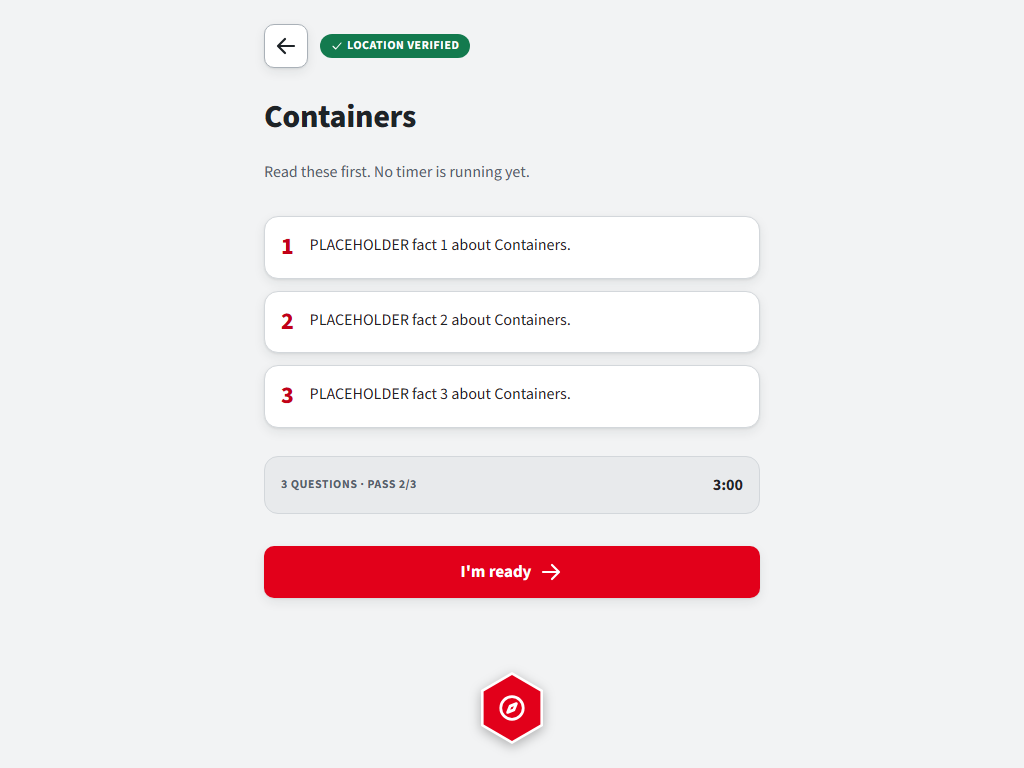 LOCATION VERIFIED
Containers
Read these first. No timer is running yet.
1 PLACEHOLDER fact 1 about Containers.
2 PLACEHOLDER fact 2 about Containers.
3 PLACEHOLDER fact 3 about Containers.
3 QUESTIONS · PASS 2/3 3:00
I'm ready